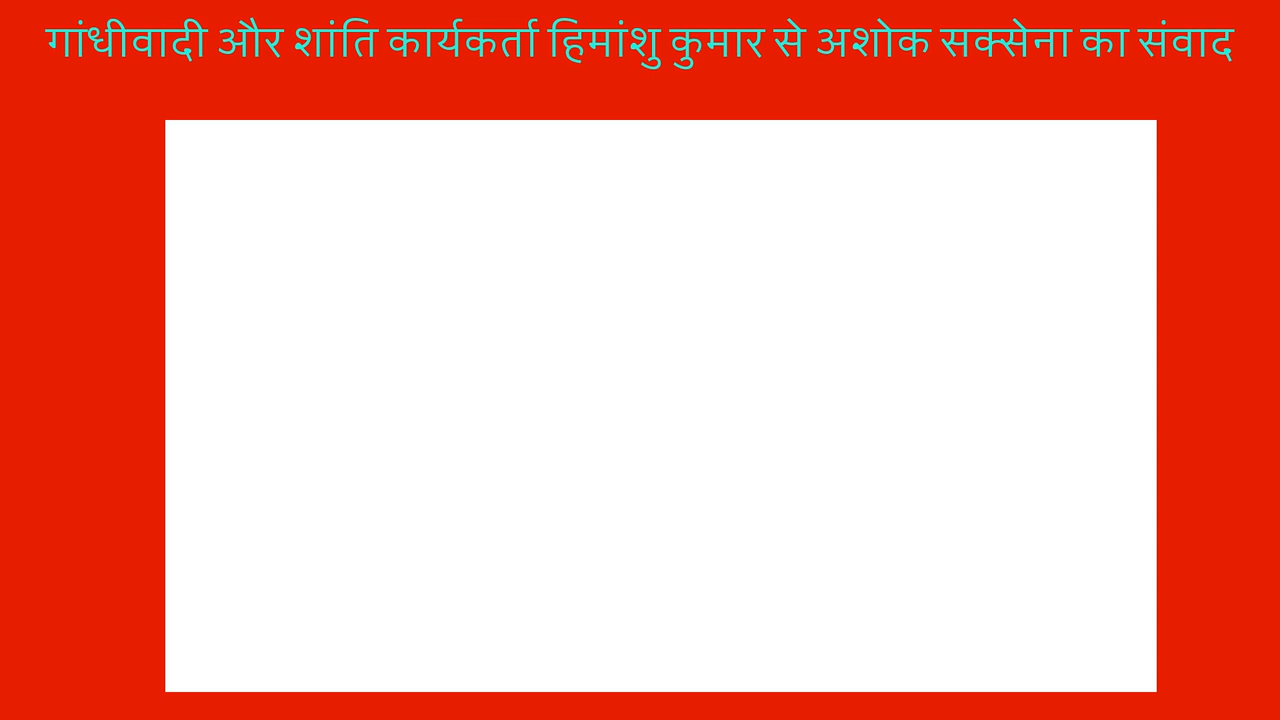 गांधीवादी और शांति कार्यकर्ता हिमांशु कुमार से अशोक सक्सेना का संवाद